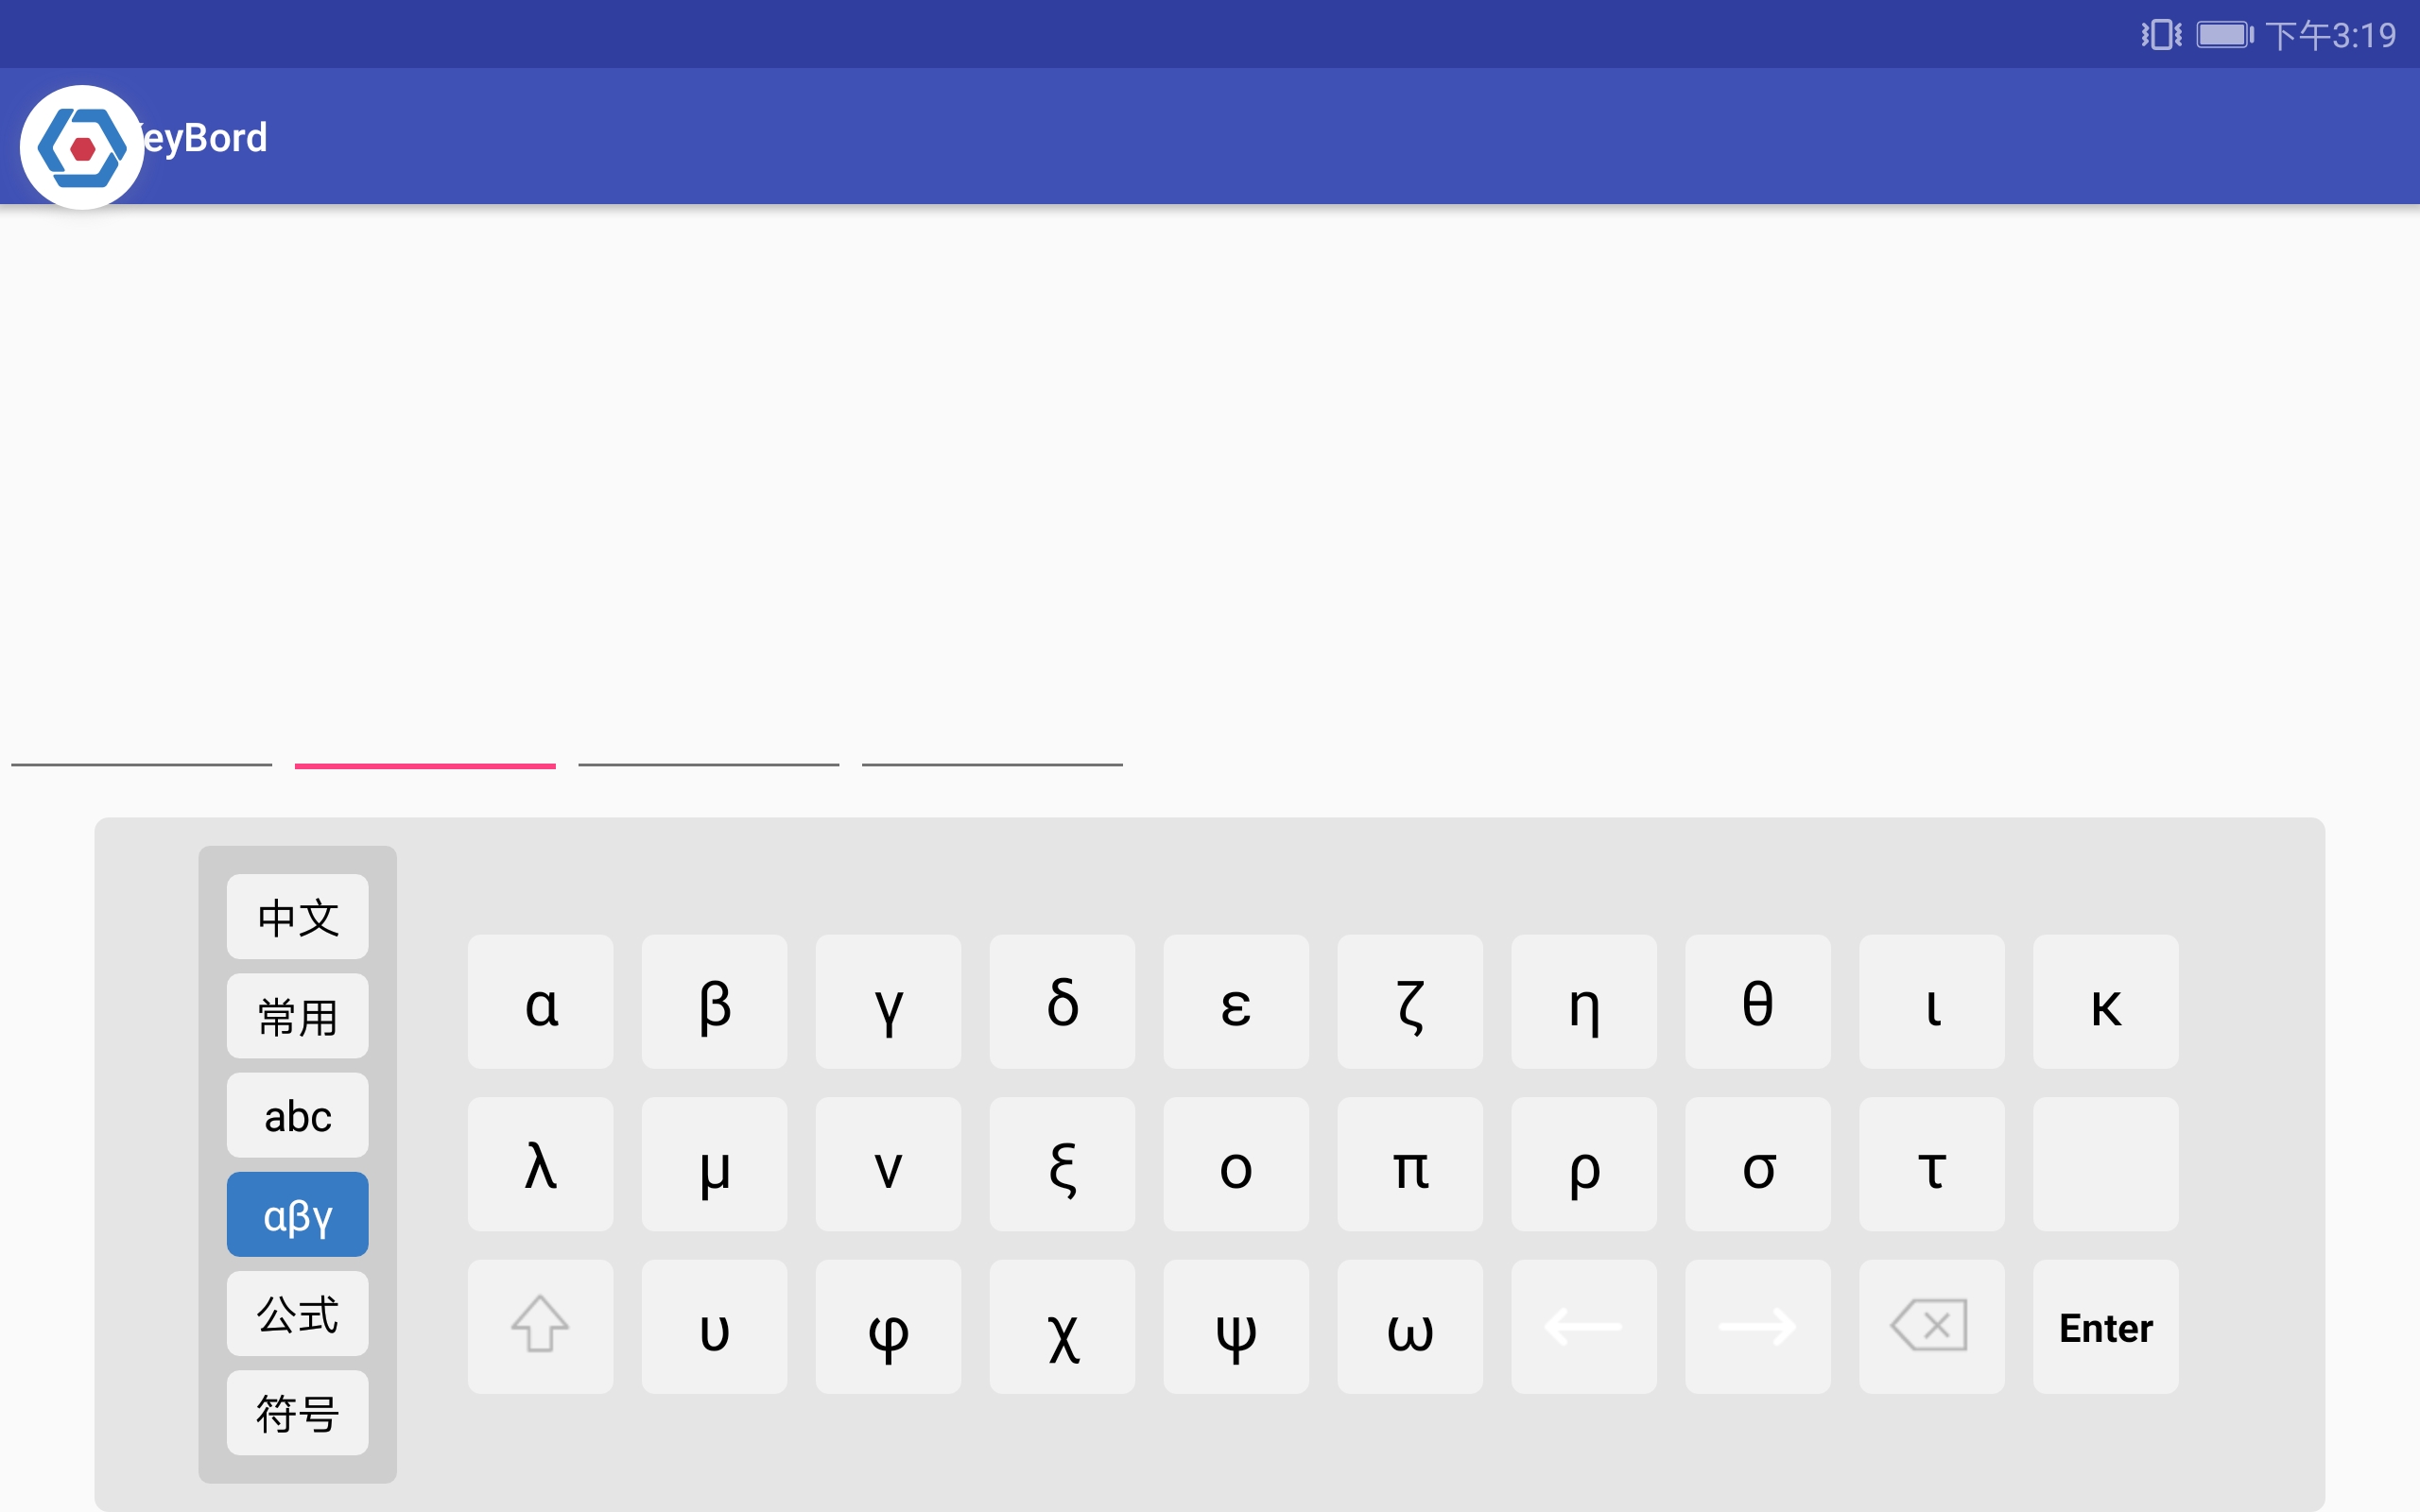 下午3:19
eyBord
中文
常用
abc
αβγ
公式
符号
α β γ δ ε ζ η θ ι κ
λ μ ν ξ ο π ρ σ τ
υ φ χ ψ ω Enter